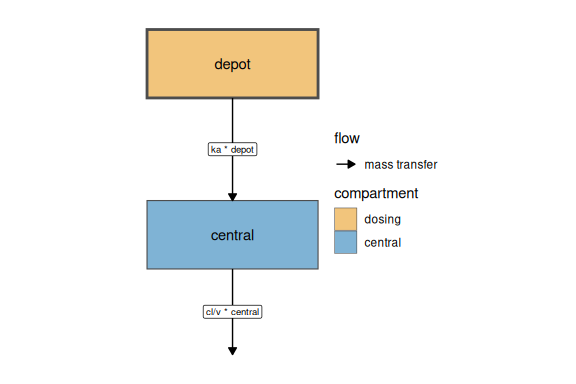 depot
ka * depot
flow
mass transfer
compartment
dosing
central
central
cl/v * central